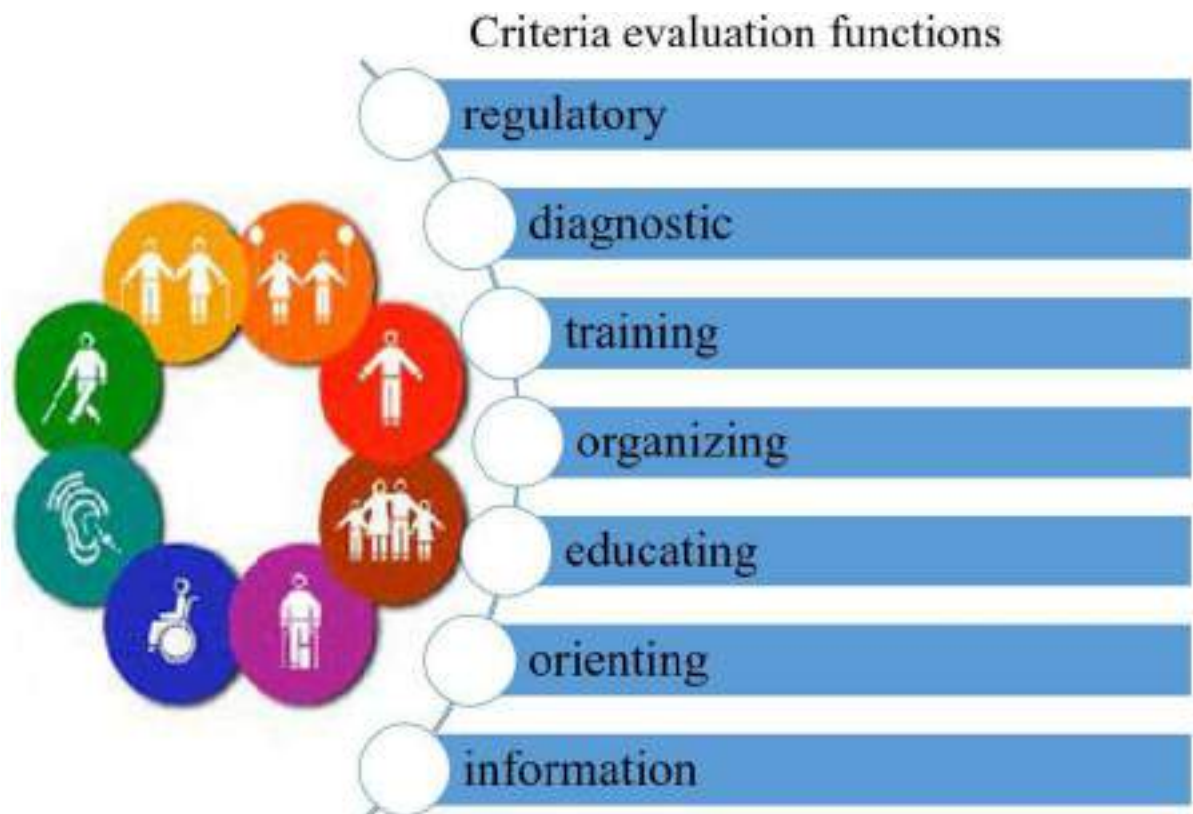 Criteria evaluation functions
regulatory
diagnostic
training
organizing
educating
orienting
information